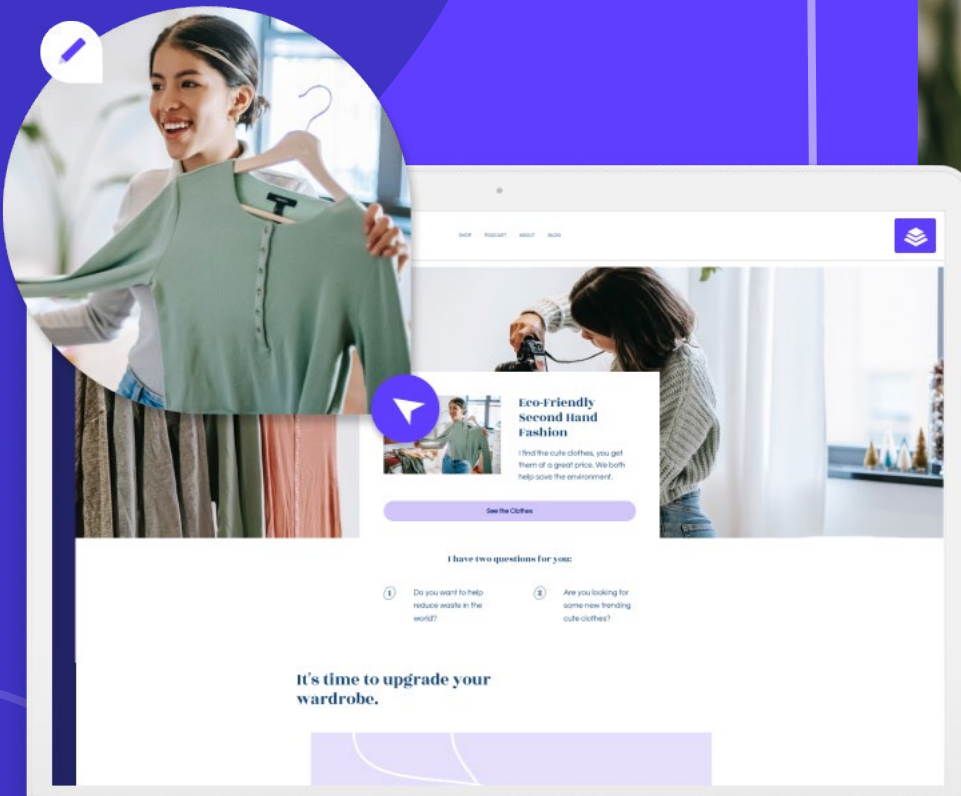 SHOP PODCAST ABOUT BLOG
Eco-Friendly
Second Hand
Fashion
I find the cute clothes, you get
them at a great price. We both
help save the environment.
See the Clothes
I have two questions for you:
1 Do you want to help
reduce waste in the
world?
2 Are you looking for
some new trending
cute clothes?
It's time to upgrade your
wardrobe.